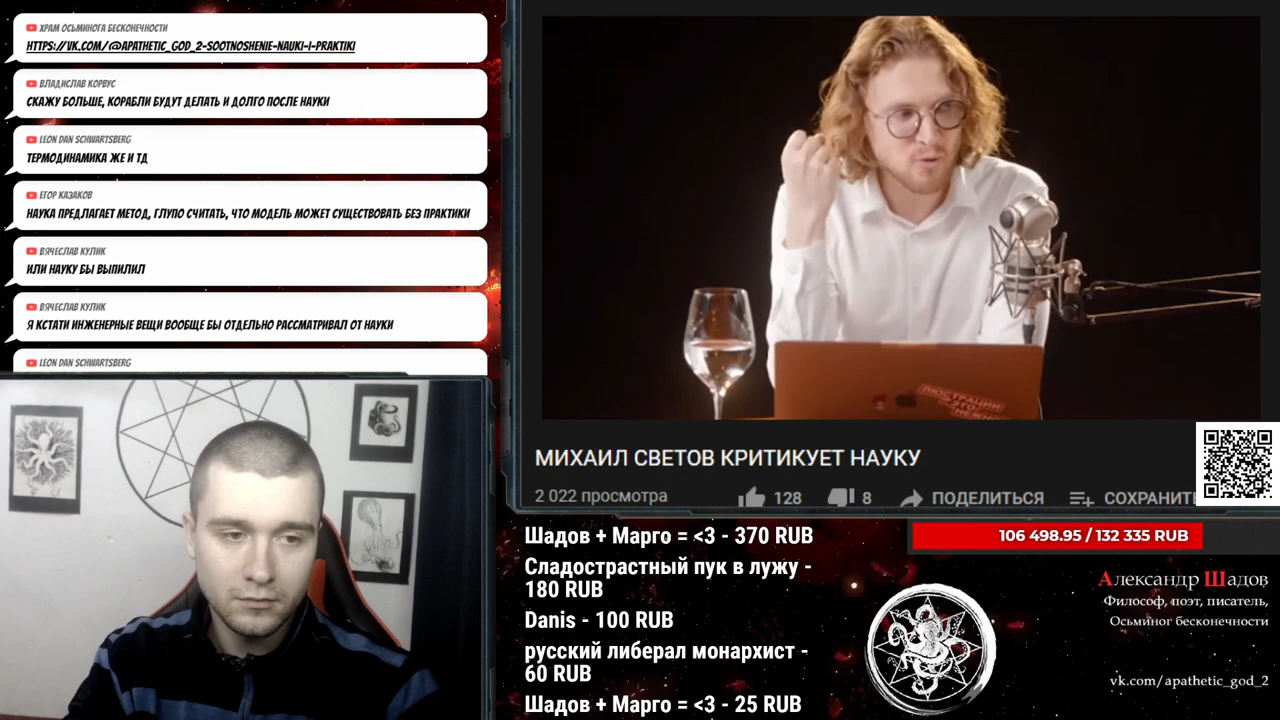 ХРАМ ОСЬМИНОГА БЕСКОНЕЧНОСТИ
HTTPS://VK.COM/@APATHETIC_GOD_2-SOOTNOSHENIE-NAUKI-I-PRAKTIKI
ВЛАДИСЛАВ КОРВУС
СКАЖУ БОЛЬШЕ, КОРАБЛИ БУДУТ ДЕЛАТЬ И ДОЛГО ПОСЛЕ НАУКИ
LEON DAN SCHWARTSBERG
ТЕРМОДИНАМИКА ЖЕ И ТД
ЕГОР КАЗАКОВ
НАУКА ПРЕДЛАГАЕТ МЕТОД, ГЛУПО СЧИТАТЬ, ЧТО МОДЕЛЬ МОЖЕТ СУЩЕСТВОВАТЬ БЕЗ ПРАКТИКИ
ВЯЧЕСЛАВ КУЛИК
ИЛИ НАУКУ БЫ ВЫПИЛИЛ
ВЯЧЕСЛАВ КУЛИК
Я КСТАТИ ИНЖЕНЕРНЫЕ ВЕЩИ ВООБЩЕ БЫ ОТДЕЛЬНО РАССМАТРИВАЛ ОТ НАУКИ
LEON DAN SCHWARTSBERG
ЛЮСТРАЦИИ
ЭТО
НЕЖНО
МИХАИЛ СВЕТОВ КРИТИКУЕТ НАУКУ
2 022 просмотра
128
8
ПОДЕЛИТЬСЯ
СОХРАНИТЬ
Шадов + Марго = <3 - 370 RUB
Сладострастный пук в лужу -
180 RUB
Danis - 100 RUB
русский либерал монархист -
60 RUB
Шадов + Марго = <3 - 25 RUB
106 498.95 / 132 335 RUB
Александр Шадов
Философ, поэт, писатель,
Осьминог бесконечности
vk.com/apathetic_god_2